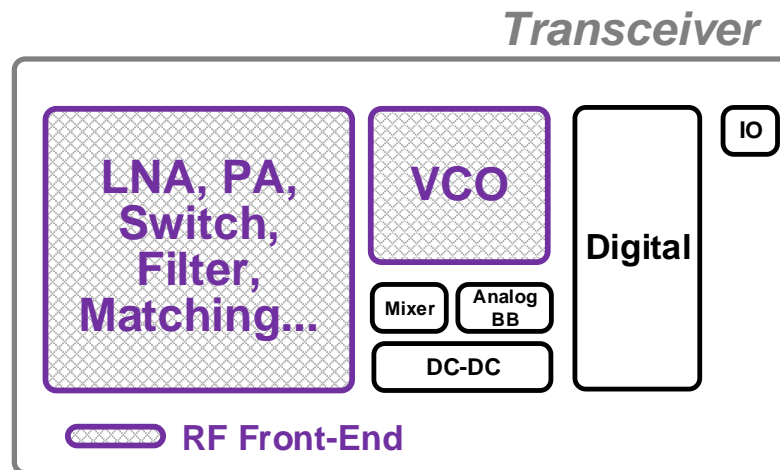 Transceiver
LNA, PA,
Switch,
Filter,
Matching...
VCO
Mixer
Analog
BB
DC-DC
Digital
IO
RF Front-End